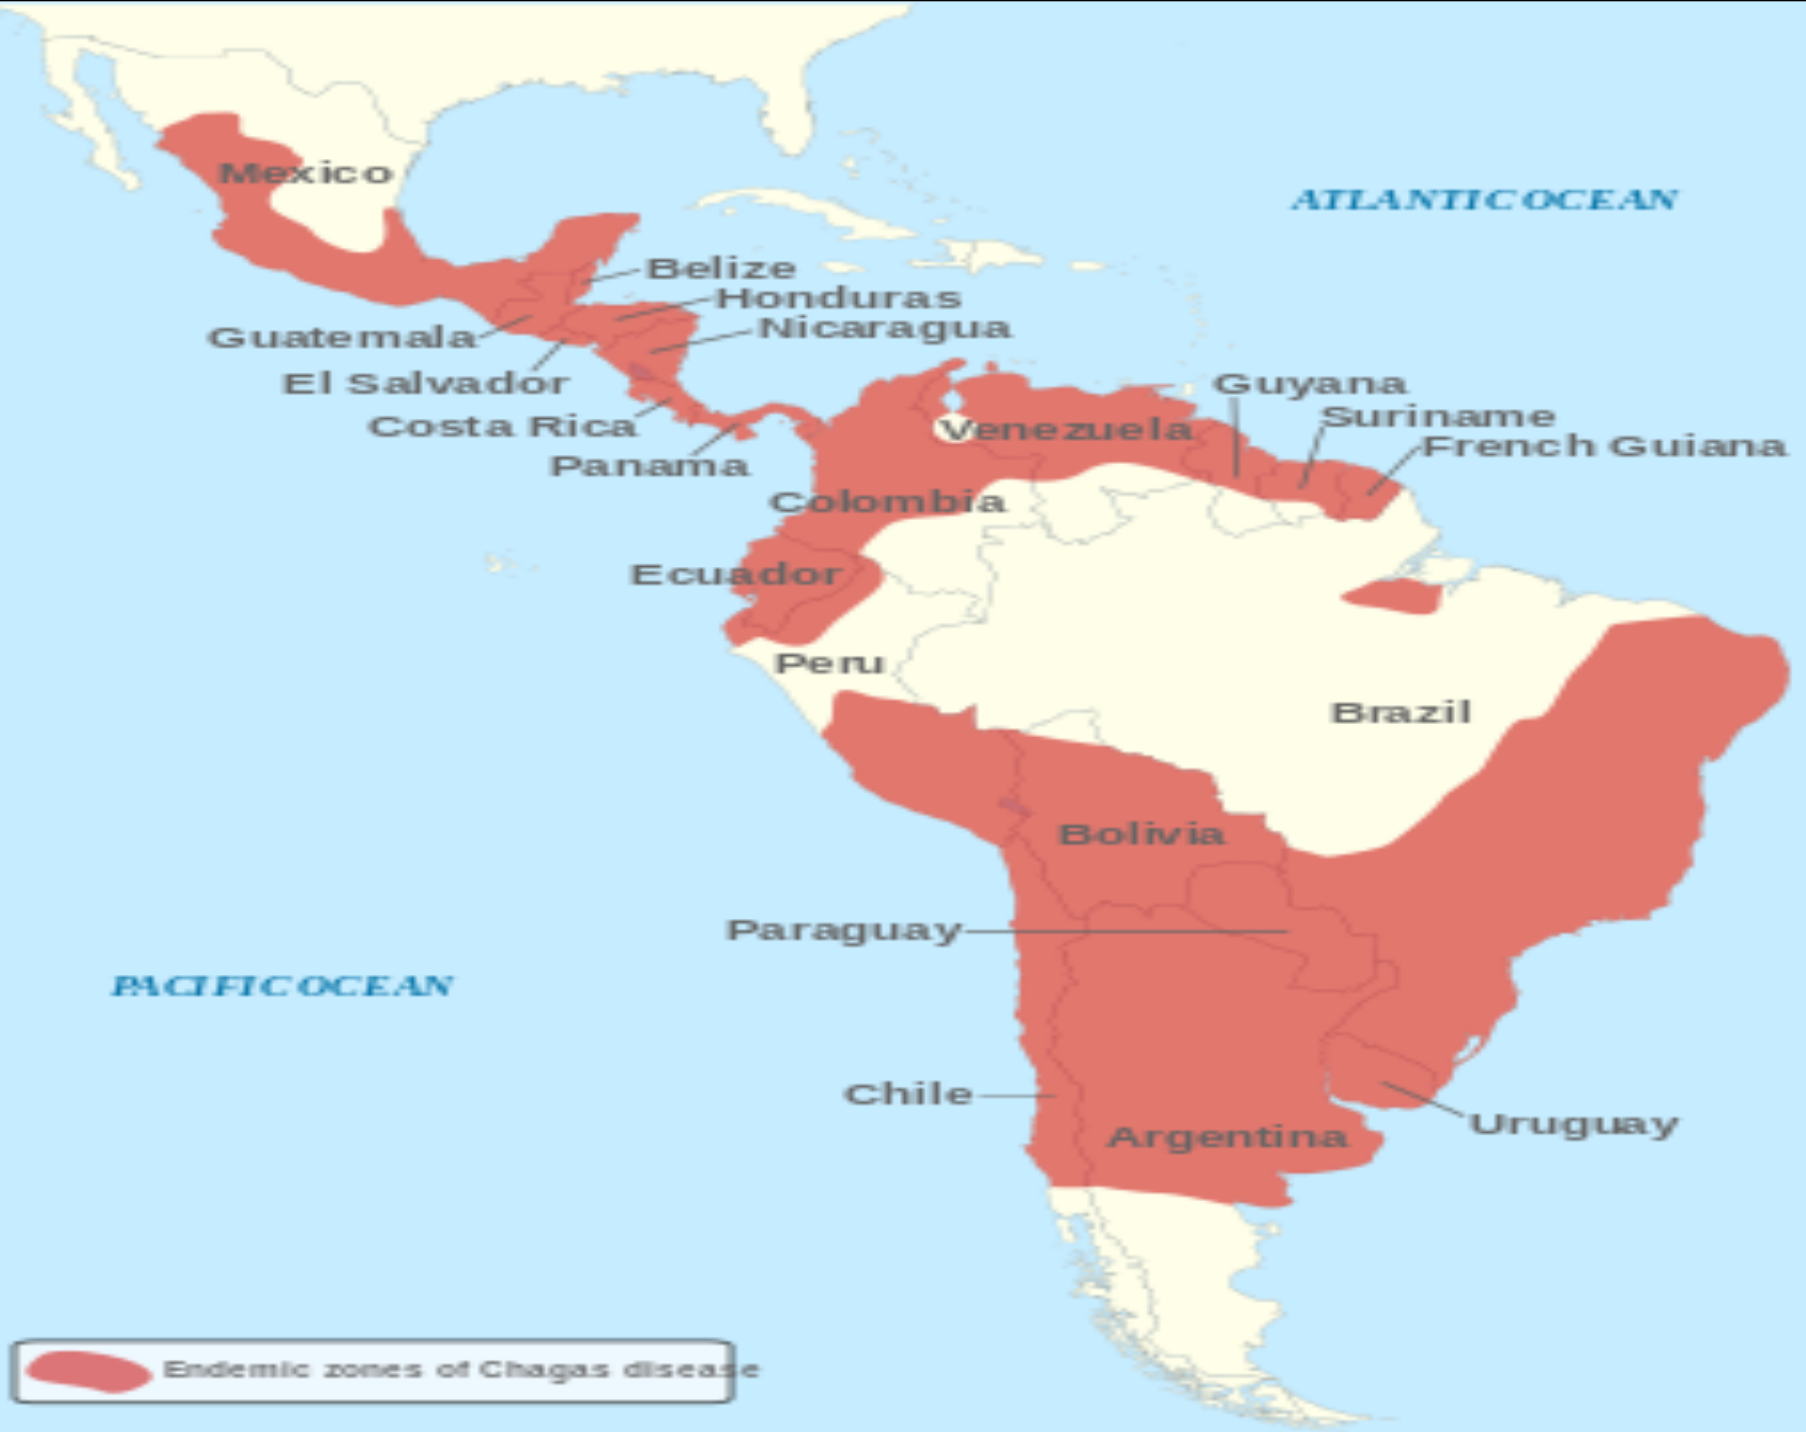 Mexico
ATLANTIC OCEAN
Belize
Honduras
Nicaragua
Guatemala
El Salvador
Costa Rica
Panama
Guyana
Suriname
French Guiana
Venezuela
Colombia
Ecuador
Peru
Brazil
Bolivia
Paraguay
PACIFIC OCEAN
Chile
Uruguay
Argentina
Endemic zones of Chagas disease